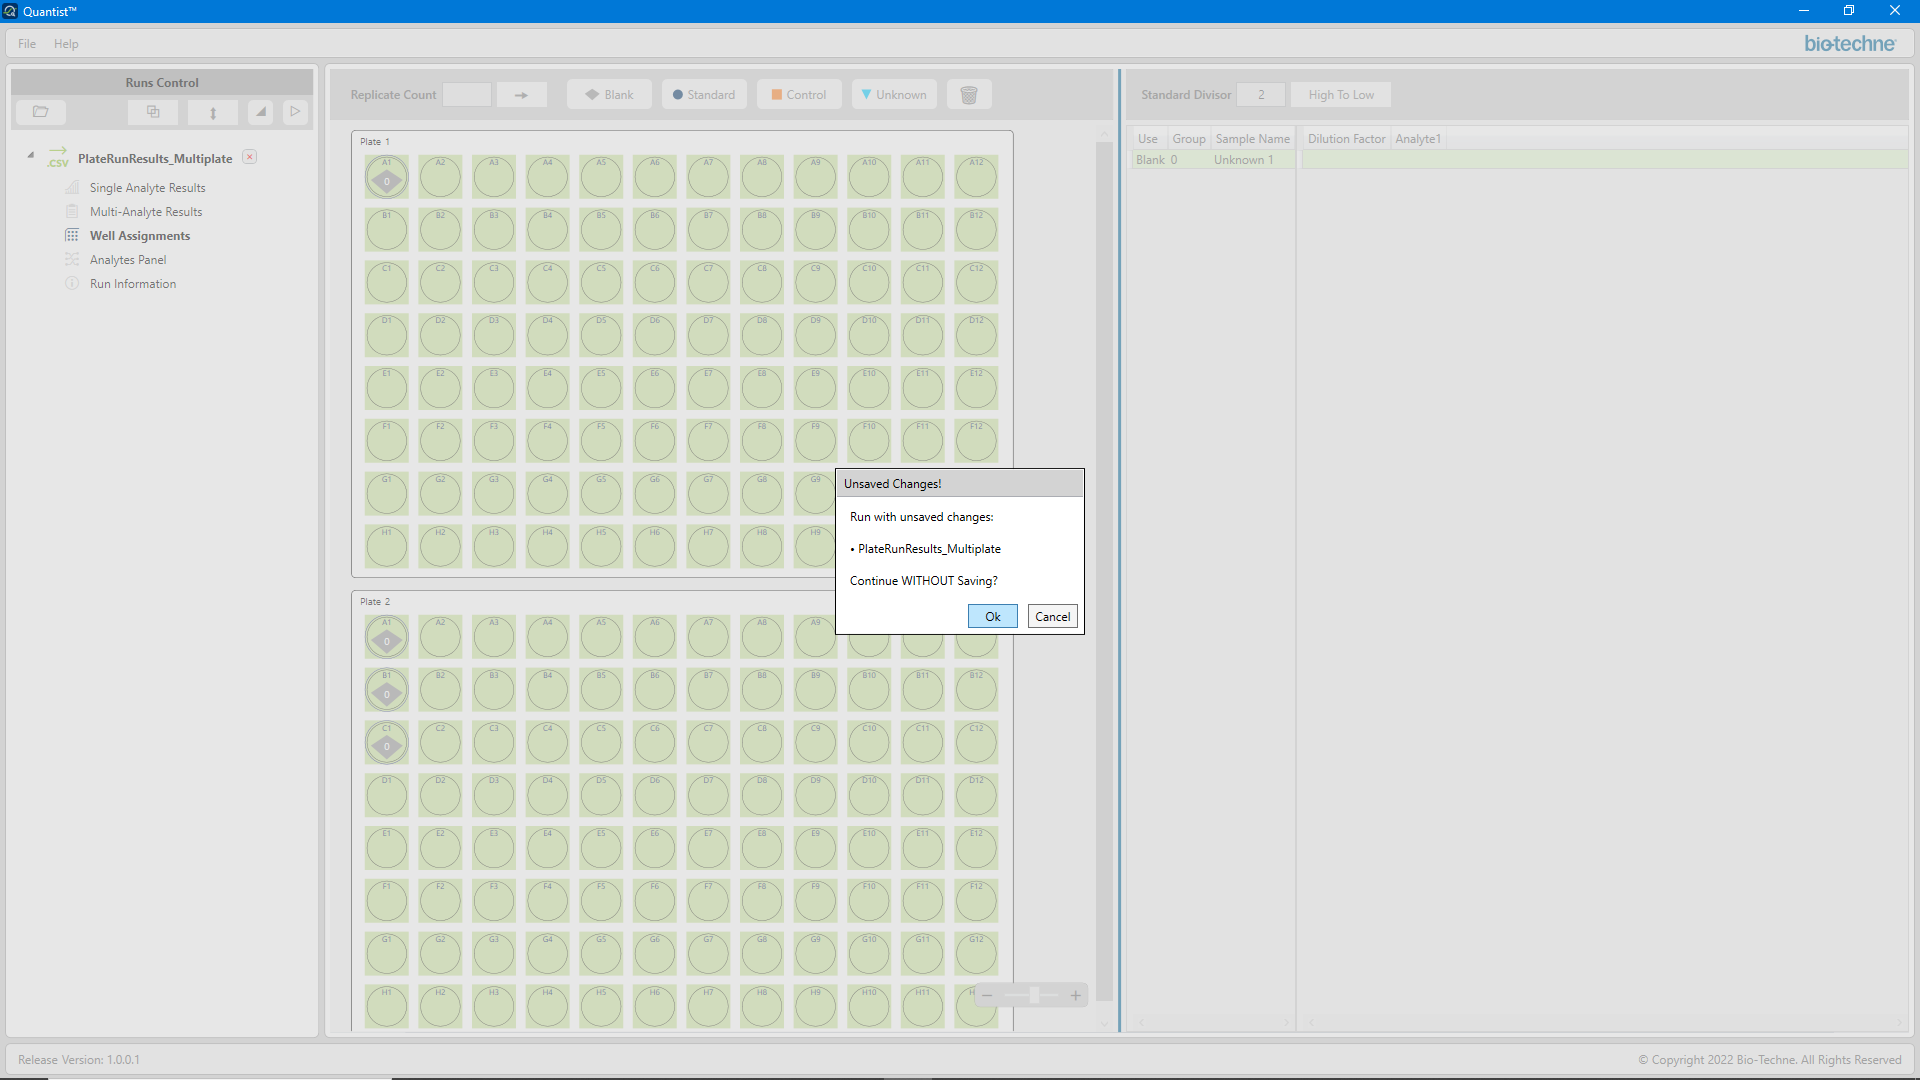 Quantist™
File Help
bio-techne
Runs Control
Replicate Count
Blank
Standard
Control
Unknown
Standard Divisor 2 High To Low
.CSV PlateRunResults_Multiplate
Single Analyte Results
Multi-Analyte Results
Well Assignments
Analytes Panel
Run Information
Use Group Sample Name Dilution Factor Analyte1
Blank 0 Unknown 1
Plate 1
A1 A2 A3 A4 A5 A6 A7 A8 A9 A10 A11 A12
0
B1 B2 B3 B4 B5 B6 B7 B8 B9 B10 B11 B12
C1 C2 C3 C4 C5 C6 C7 C8 C9 C10 C11 C12
D1 D2 D3 D4 D5 D6 D7 D8 D9 D10 D11 D12
E1 E2 E3 E4 E5 E6 E7 E8 E9 E10 E11 E12
F1 F2 F3 F4 F5 F6 F7 F8 F9 F10 F11 F12
G1 G2 G3 G4 G5 G6 G7 G8 G9
H1 H2 H3 H4 H5 H6 H7 H8 H9
Unsaved Changes!
Run with unsaved changes:
• PlateRunResults_Multiplate
Continue WITHOUT Saving?
Ok Cancel
Plate 2
A1 A2 A3 A4 A5 A6 A7 A8 A9
0
B1 B2 B3 B4 B5 B6 B7 B8 B9 B10 B11 B12
0
C1 C2 C3 C4 C5 C6 C7 C8 C9 C10 C11 C12
0
D1 D2 D3 D4 D5 D6 D7 D8 D9 D10 D11 D12
E1 E2 E3 E4 E5 E6 E7 E8 E9 E10 E11 E12
F1 F2 F3 F4 F5 F6 F7 F8 F9 F10 F11 F12
G1 G2 G3 G4 G5 G6 G7 G8 G9 G10 G11 G12
H1 H2 H3 H4 H5 H6 H7 H8 H9 H10 H11
Release Version: 1.0.0.1
© Copyright 2022 Bio-Techne. All Rights Reserved